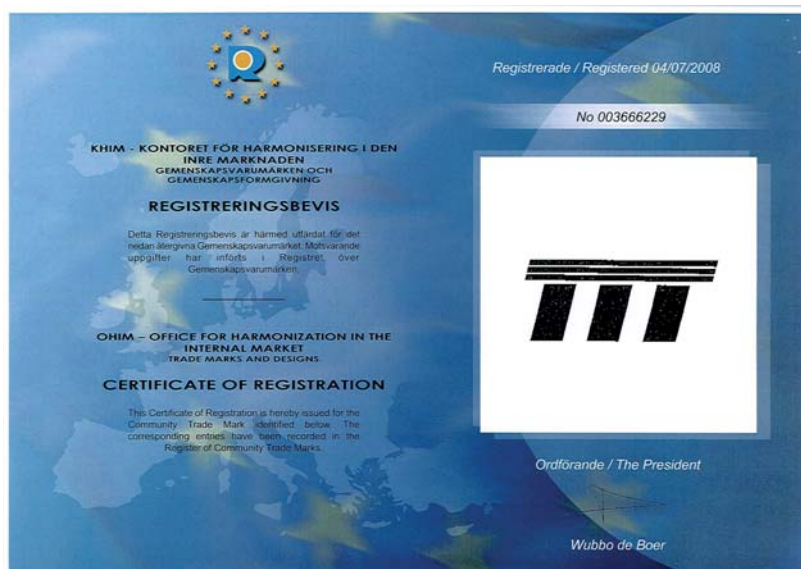 KHIM - KONTORET FÖR HARMONISERING I DEN
INRE MARKNADEN
GEMENSKAPSVARUMÄRKEN OCH
GEMENSKAPSFORMGIVNING
REGISTRERINGSBEVIS
Detta Registreringsbevis är härmed utfärdat för det
nedan återgivna Gemenskapsvarumärket. Motsvarande
uppgifter har införts i Registret över
Gemenskapsvarumärken.
OHIM – OFFICE FOR HARMONIZATION IN THE
INTERNAL MARKET
TRADE MARKS AND DESIGNS
CERTIFICATE OF REGISTRATION
This Certificate of Registration is hereby issued for the
Community Trade Mark identified below. The
corresponding entries have been recorded in the
Register of Community Trade Marks.
Registrerade / Registered 04/07/2008
No 003666229
Ordförande / The President
Wubbo de Boer